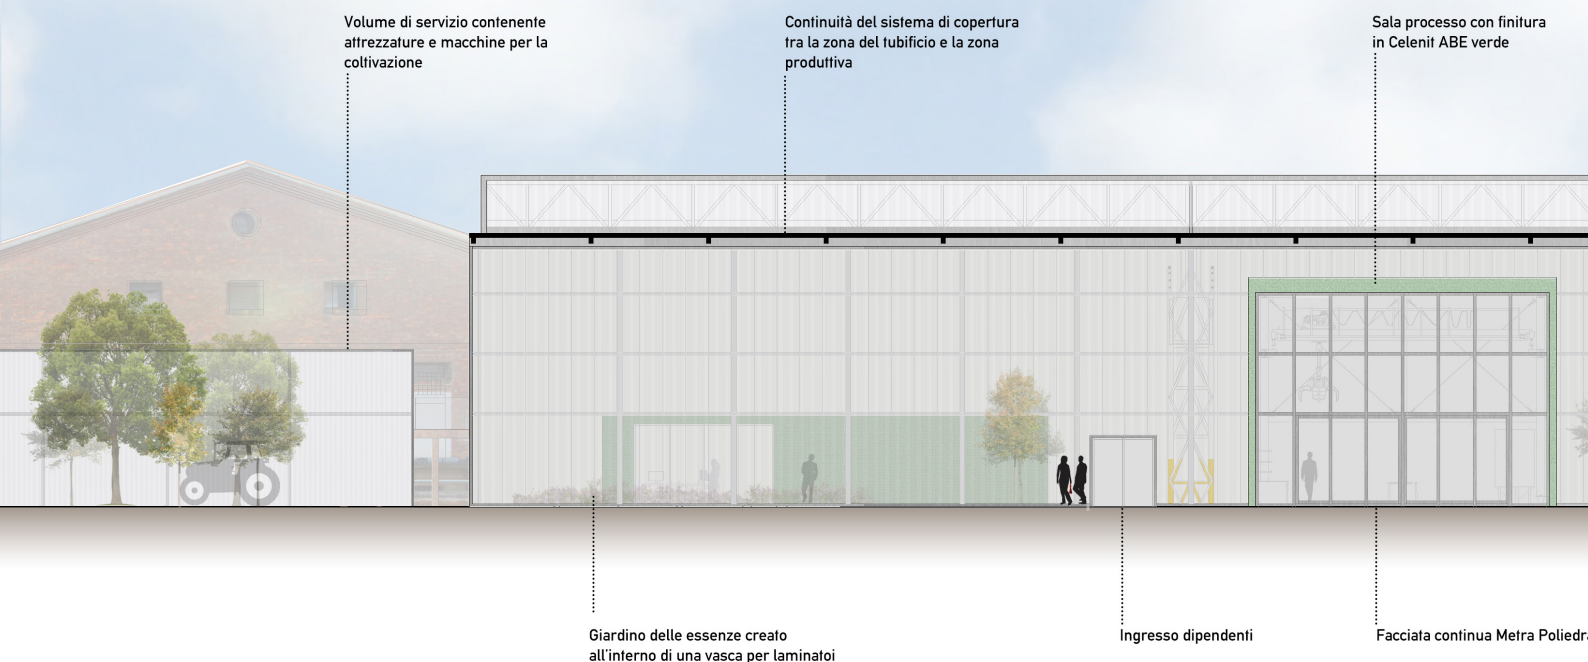 Volume di servizio contenente
attrezzature e macchine per la
coltivazione
Continuità del sistema di copertura
tra la zona del tubificio e la zona
produttiva
Sala processo con finitura
in Celenit ABE verde
Giardino delle essenze creato
all'interno di una vasca per laminatoi
Ingresso dipendenti
Facciata continua Metra Poliedra